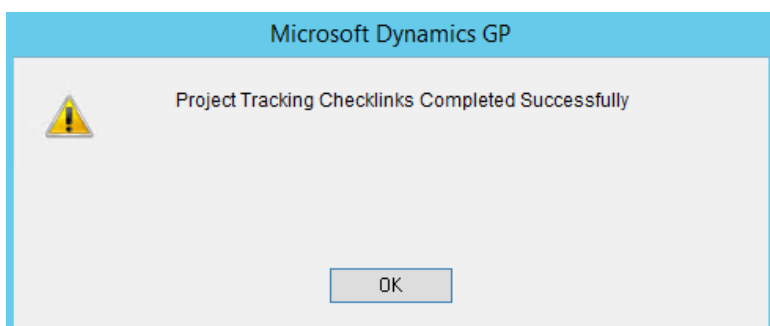 Microsoft Dynamics GP
Project Tracking Checklinks Completed Successfully
OK